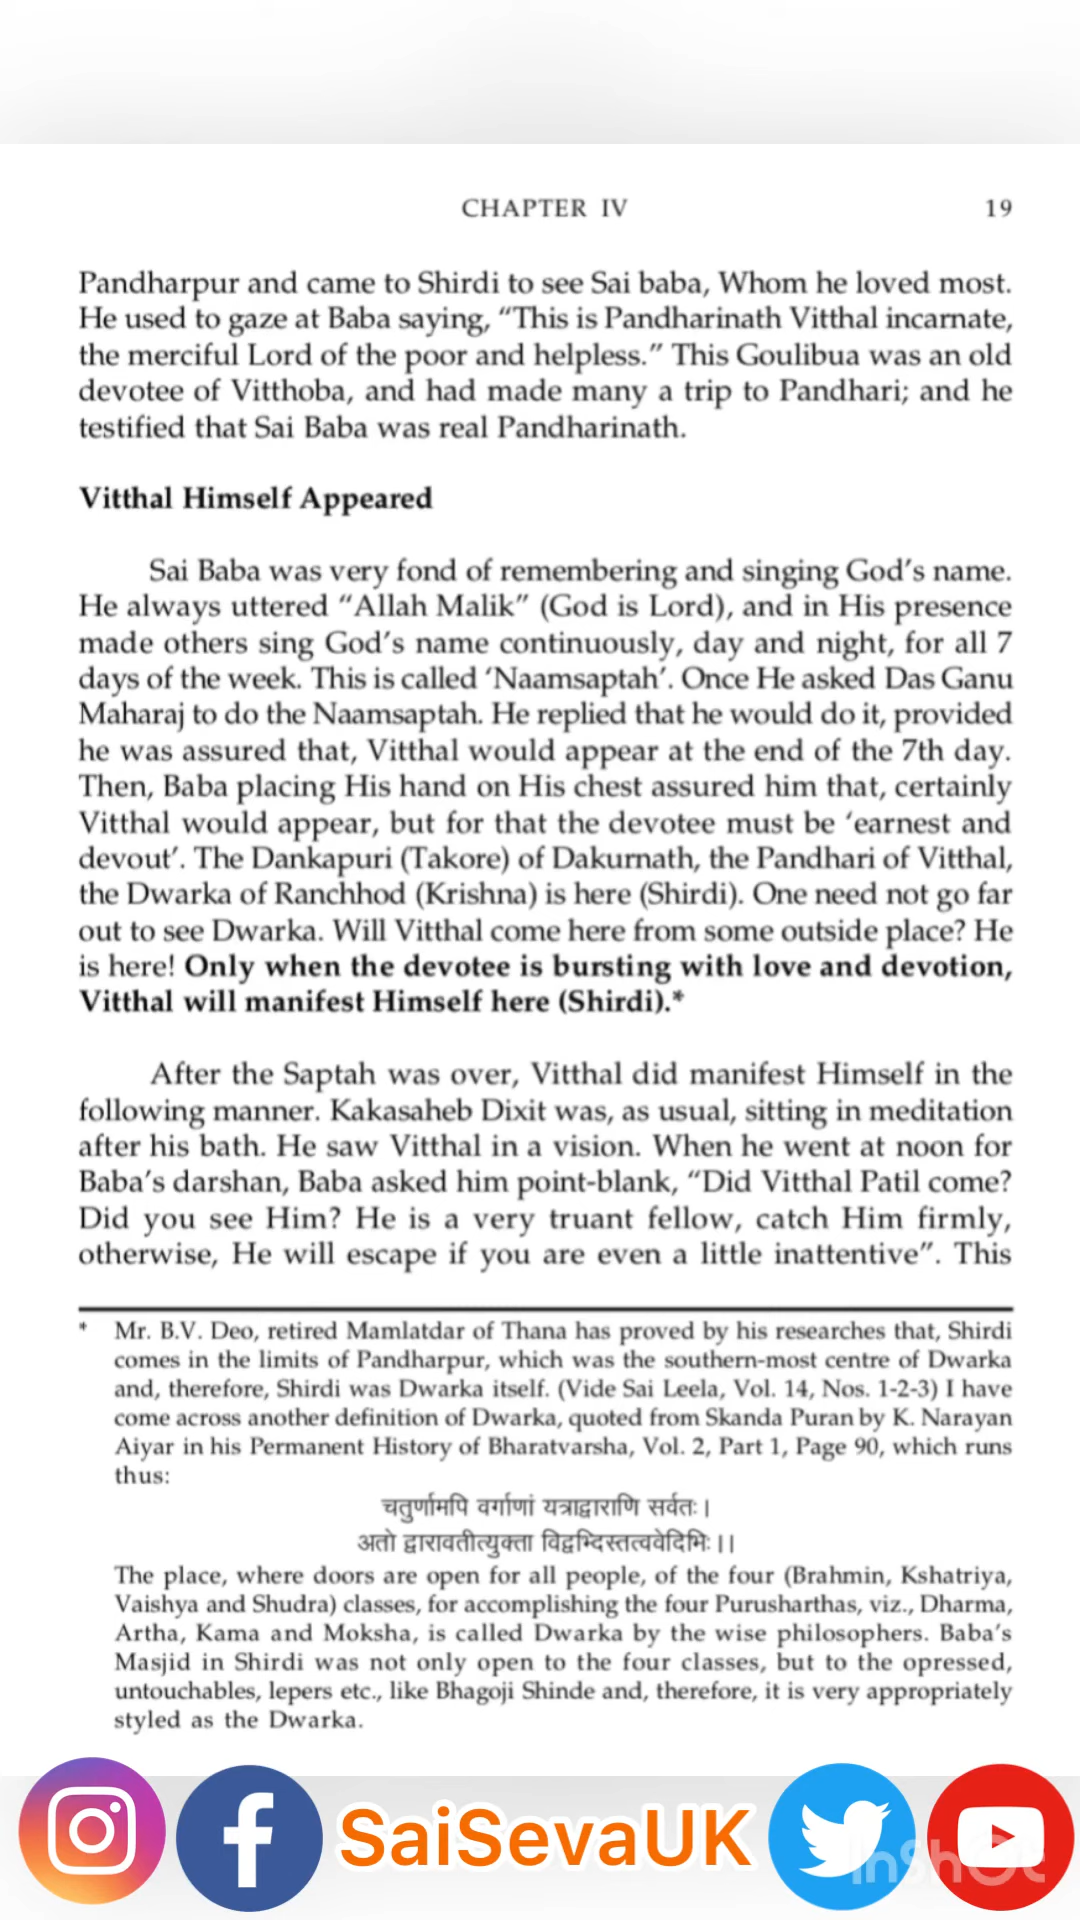 CHAPTER IV 19
Pandharpur and came to Shirdi to see Sai baba, Whom he loved most.
He used to gaze at Baba saying, “This is Pandharinath Vitthal incarnate,
the merciful Lord of the poor and helpless.” This Goulibua was an old
devotee of Vitthoba, and had made many a trip to Pandhari; and he
testified that Sai Baba was real Pandharinath.
Vitthal Himself Appeared
Sai Baba was very fond of remembering and singing God’s name.
He always uttered “Allah Malik” (God is Lord), and in His presence
made others sing God’s name continuously, day and night, for all 7
days of the week. This is called ‘Naamsaptah’. Once He asked Das Ganu
Maharaj to do the Naamsaptah. He replied that he would do it, provided
he was assured that, Vitthal would appear at the end of the 7th day.
Then, Baba placing His hand on His chest assured him that, certainly
Vitthal would appear, but for that the devotee must be ‘earnest and
devout’. The Dankapuri (Takore) of Dakurnath, the Pandhari of Vitthal,
the Dwarka of Ranchhod (Krishna) is here (Shirdi). One need not go far
out to see Dwarka. Will Vitthal come here from some outside place? He
is here! Only when the devotee is bursting with love and devotion,
Vitthal will manifest Himself here (Shirdi).*
After the Saptah was over, Vitthal did manifest Himself in the
following manner. Kakasaheb Dixit was, as usual, sitting in meditation
after his bath. He saw Vitthal in a vision. When he went at noon for
Baba’s darshan, Baba asked him point-blank, “Did Vitthal Patil come?
Did you see Him? He is a very truant fellow, catch Him firmly,
otherwise, He will escape if you are even a little inattentive”. This
* Mr. B.V. Deo, retired Mamlatdar of Thana has proved by his researches that, Shirdi
comes in the limits of Pandharpur, which was the southern-most centre of Dwarka
and, therefore, Shirdi was Dwarka itself. (Vide Sai Leela, Vol. 14, Nos. 1-2-3) I have
come across another definition of Dwarka, quoted from Skanda Puran by K. Narayan
Aiyar in his Permanent History of Bharatvarsha, Vol. 2, Part 1, Page 90, which runs
thus:
चतुर्णामपि वर्गाणां यत्राद्वाराणि सर्वतः।
अतो द्वारावतीत्युक्ता विद्वभ्दिस्तत्ववेदिभिः।।
The place, where doors are open for all people, of the four (Brahmin, Kshatriya,
Vaishya and Shudra) classes, for accomplishing the four Purusharthas, viz., Dharma,
Artha, Kama and Moksha, is called Dwarka by the wise philosophers. Baba’s
Masjid in Shirdi was not only open to the four classes, but to the opressed,
untouchables, lepers etc., like Bhagoji Shinde and, therefore, it is very appropriately
styled as the Dwarka.
SaiSevaUK
InShOt